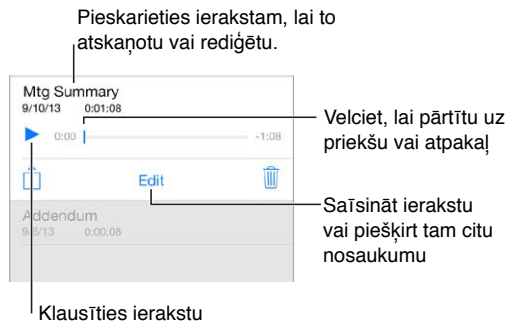 Pieskarieties ierakstam, lai to
atskaņotu vai rediģētu.
Mtg Summary
9/10/13 0:01:08
0:00 -1:08
Velciet, lai pārtītu uz
priekšu vai atpakaļ
Edit
Addendum
9/6/13 0:00:08
Saīsināt ierakstu
vai piešķirt tam citu
nosaukumu
Klausīties ierakstu